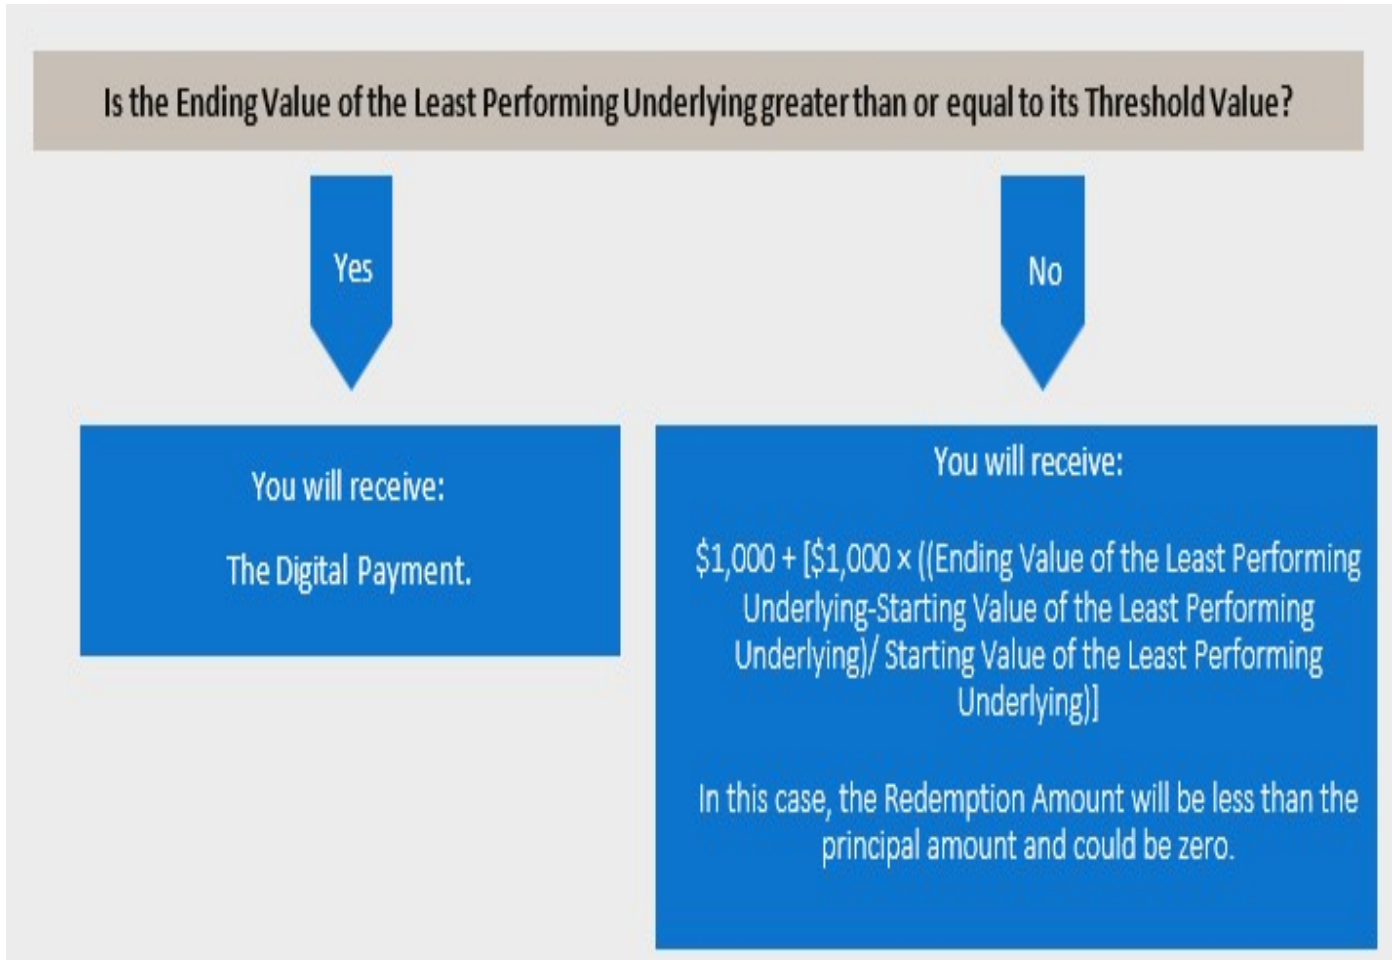 Is the Ending Value of the Least Performing Underlying greater than or equal to its Threshold Value?
Yes
No
You will receive:
The Digital Payment.
You will receive:
$1,000 + [$1,000 × ((Ending Value of the Least Performing
Underlying-Starting Value of the Least Performing
Underlying)/ Starting Value of the Least Performing
Underlying)]
In this case, the Redemption Amount will be less than the
principal amount and could be zero.